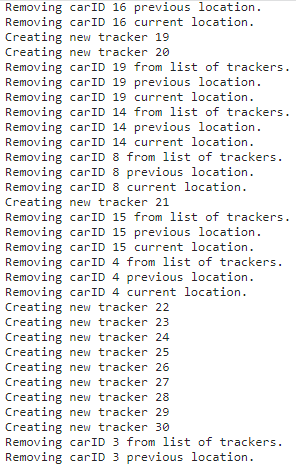 Removing carID 16 previous location.
Removing carID 16 current location.
Creating new tracker 19
Creating new tracker 20
Removing carID 19 from list of trackers.
Removing carID 19 previous location.
Removing carID 19 current location.
Removing carID 14 from list of trackers.
Removing carID 14 previous location.
Removing carID 14 current location.
Removing carID 8 from list of trackers.
Removing carID 8 previous location.
Removing carID 8 current location.
Creating new tracker 21
Removing carID 15 from list of trackers.
Removing carID 15 previous location.
Removing carID 15 current location.
Removing carID 4 from list of trackers.
Removing carID 4 previous location.
Removing carID 4 current location.
Creating new tracker 22
Creating new tracker 23
Creating new tracker 24
Creating new tracker 25
Creating new tracker 26
Creating new tracker 27
Creating new tracker 28
Creating new tracker 29
Creating new tracker 30
Removing carID 3 from list of trackers.
Removing carID 3 previous location.